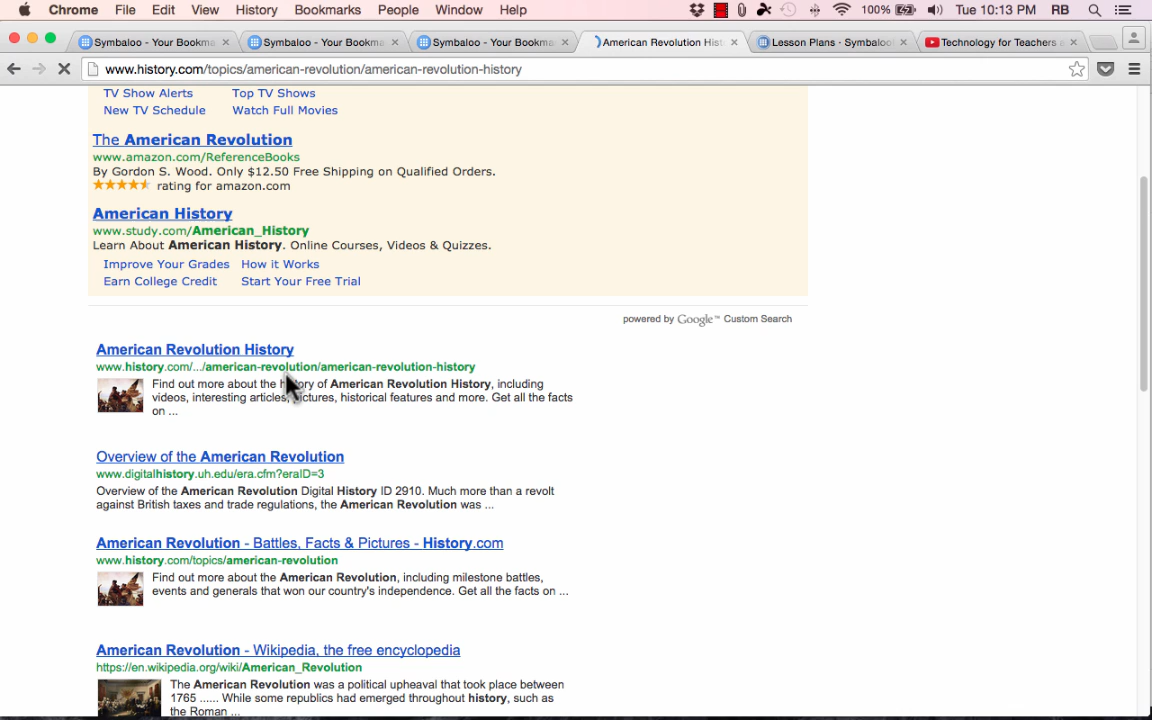 Chrome File Edit View History Bookmarks People Window Help 100% Tue 10:13 PM RB
Symbaloo - Your Bookma Symbaloo - Your Bookma Symbaloo - Your Bookma American Revolution Hist Lesson Plans - Symbaloo Technology for Teachers a
www.history.com/topics/american-revolution/american-revolution-history
TV Show Alerts Top TV Shows
New TV Schedule Watch Full Movies
The American Revolution
www.amazon.com/ReferenceBooks
By Gordon S. Wood. Only $12.50 Free Shipping on Qualified Orders.
rating for amazon.com
American History
www.study.com/American_History
Learn About American History. Online Courses, Videos & Quizzes.
Improve Your Grades How it Works
Earn College Credit Start Your Free Trial
powered by Google™ Custom Search
American Revolution History
www.history.com/.../american-revolution/american-revolution-history
Find out more about the history of American Revolution History, including
videos, interesting articles, pictures, historical features and more. Get all the facts
on ...
Overview of the American Revolution
www.digitalhistory.uh.edu/era.cfm?eraID=3
Overview of the American Revolution Digital History ID 2910. Much more than a revolt
against British taxes and trade regulations, the American Revolution was ...
American Revolution - Battles, Facts & Pictures - History.com
www.history.com/topics/american-revolution
Find out more about the American Revolution, including milestone battles,
events and generals that won our country's independence. Get all the facts on ...
American Revolution - Wikipedia, the free encyclopedia
https://en.wikipedia.org/wiki/American_Revolution
The American Revolution was a political upheaval that took place between
1765 ...... While some republics had emerged throughout history, such as
the Roman ...